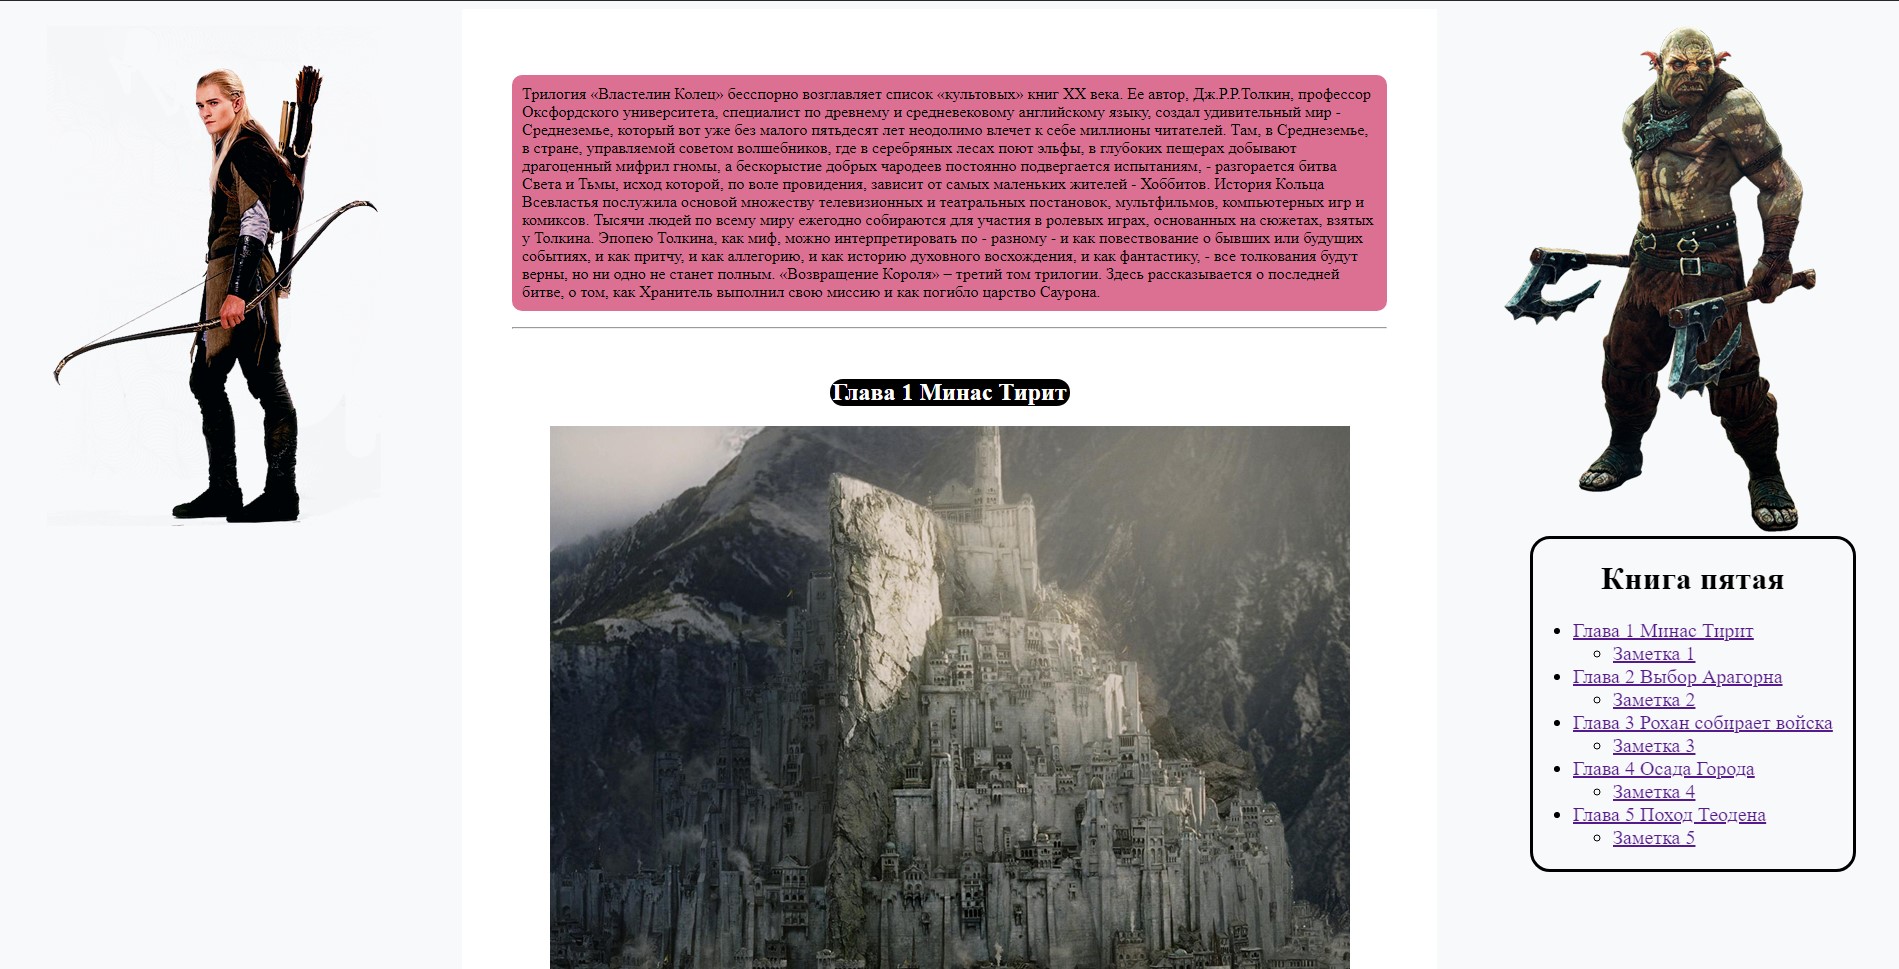 Трилогия «Властелин Колец» бесспорно возглавляет список «культовых» книг XX века. Ее автор, Дж.Р.Р.Толкин, профессор
Оксфордского университета, специалист по древнему и средневековому английскому языку, создал удивительный мир -
Среднеземье, который вот уже без малого пятьдесят лет неодолимо влечет к себе миллионы читателей. Там, в Среднеземье,
в стране, управляемой советом волшебников, где в серебряных лесах поют эльфы, в глубоких пещерах добывают
драгоценный мифрил гномы, а бескорыстие добрых чародеев постоянно подвергается испытаниям, - разгорается битва
Света и Тьмы, исход которой, по воле провидения, зависит от самых маленьких жителей - Хоббитов. История Кольца
Всевластья послужила основой множеству телевизионных и театральных постановок, мультфильмов, компьютерных игр и
комиксов. Тысячи людей по всему миру ежегодно собираются для участия в ролевых играх, основанных на сюжетах, взятых
у Толкина. Эпопею Толкина, как миф, можно интерпретировать по - разному - и как повествование о бывших или будущих
событиях, и как притчу, и как аллегорию, и как историю духовного восхождения, и как фантастику, - все толкования будут
верны, но ни одно не станет полным. «Возвращение Короля» – третий том трилогии. Здесь рассказывается о последней
битве, о том, как Хранитель выполнил свою миссию и как погибло царство Саурона.
Глава 1 Минас Тирит
Книга пятая
Глава 1 Минас Тирит
Заметка 1
Глава 2 Выбор Арагорна
Заметка 2
Глава 3 Рохан собирает войска
Заметка 3
Глава 4 Осада Города
Заметка 4
Глава 5 Поход Теодена
Заметка 5